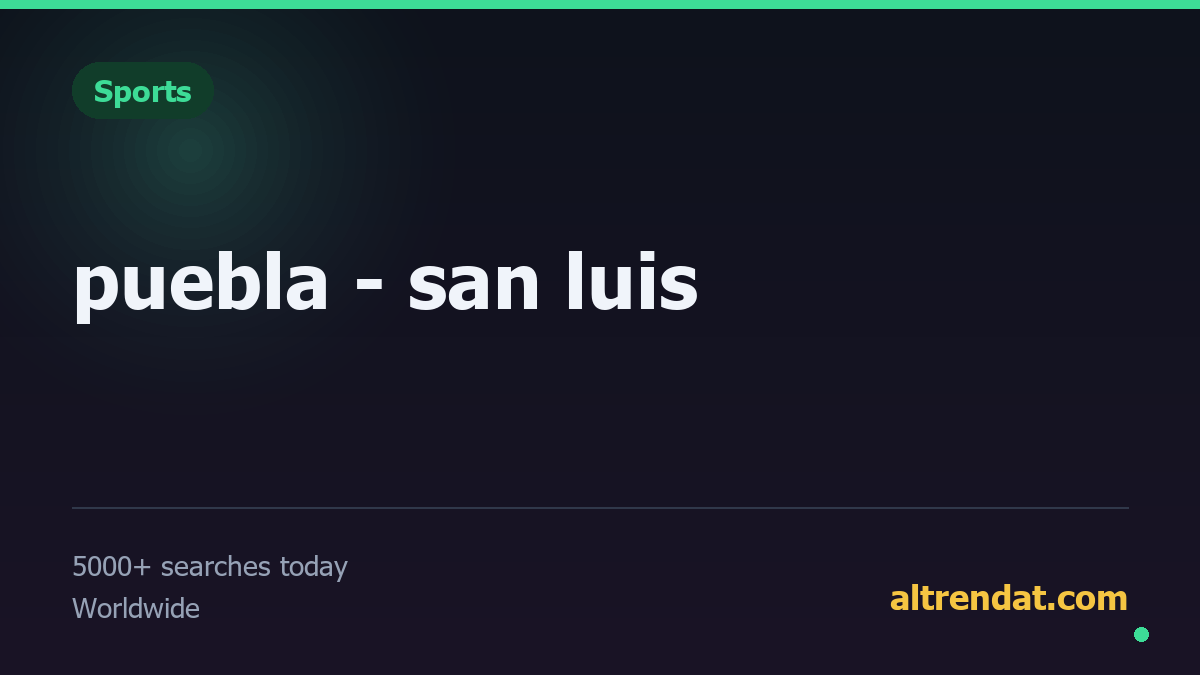 Sports
puebla - san luis
5000+ searches today
Worldwide
altrendat.com